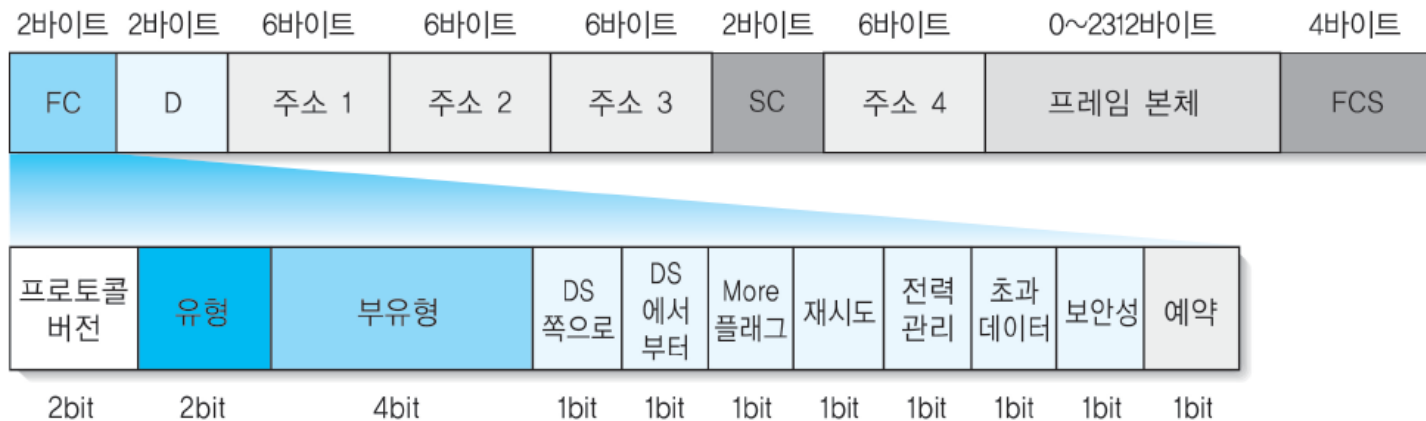 2바이트 2바이트 6바이트 6바이트 6바이트 2바이트 6바이트 0~2312바이트 4바이트
FC D 주소 1 주소 2 주소 3 SC 주소 4 프레임 본체 FCS
프로토콜
버전
유형
부유형
DS
쪽으로
DS
에서
부터
More
플래그
재시도
전력
관리
초과
데이터
보안성
예약
2bit 2bit 4bit 1bit 1bit 1bit 1bit 1bit 1bit 1bit 1bit